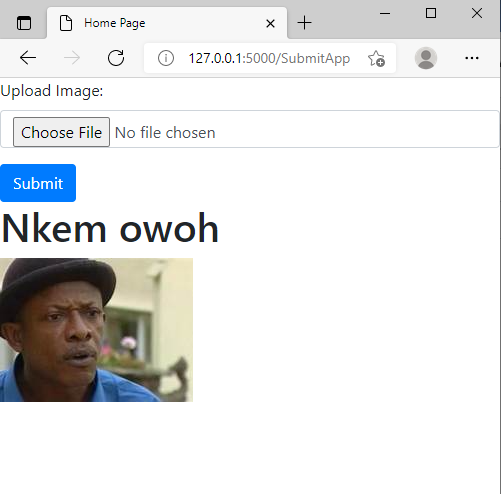 Home Page
127.0.0.1:5000/SubmitApp
Upload Image:
Choose File No file chosen
Submit
Nkem owoh